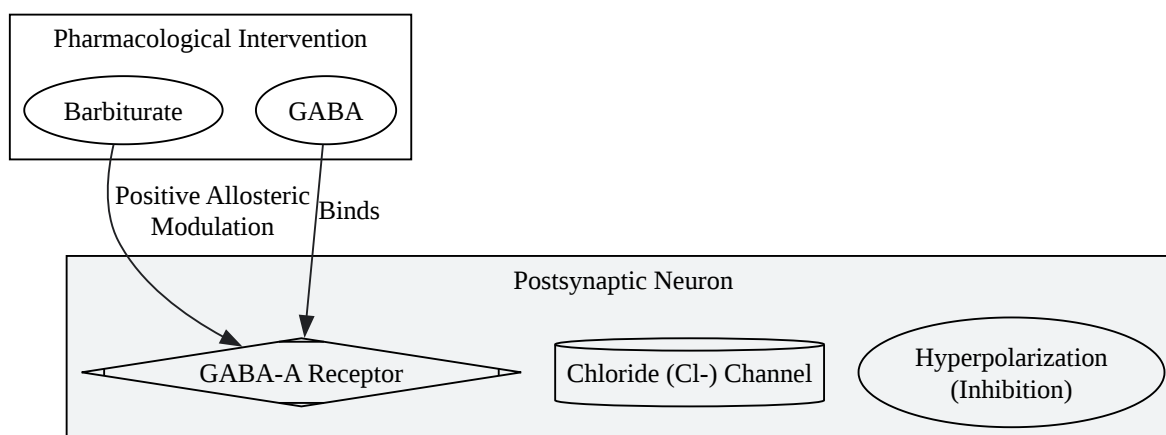 Pharmacological Intervention
Barbiturate
GABA
Positive Allosteric
Modulation
Binds
Postsynaptic Neuron
GABA-A Receptor
Chloride (Cl-) Channel
Hyperpolarization
(Inhibition)